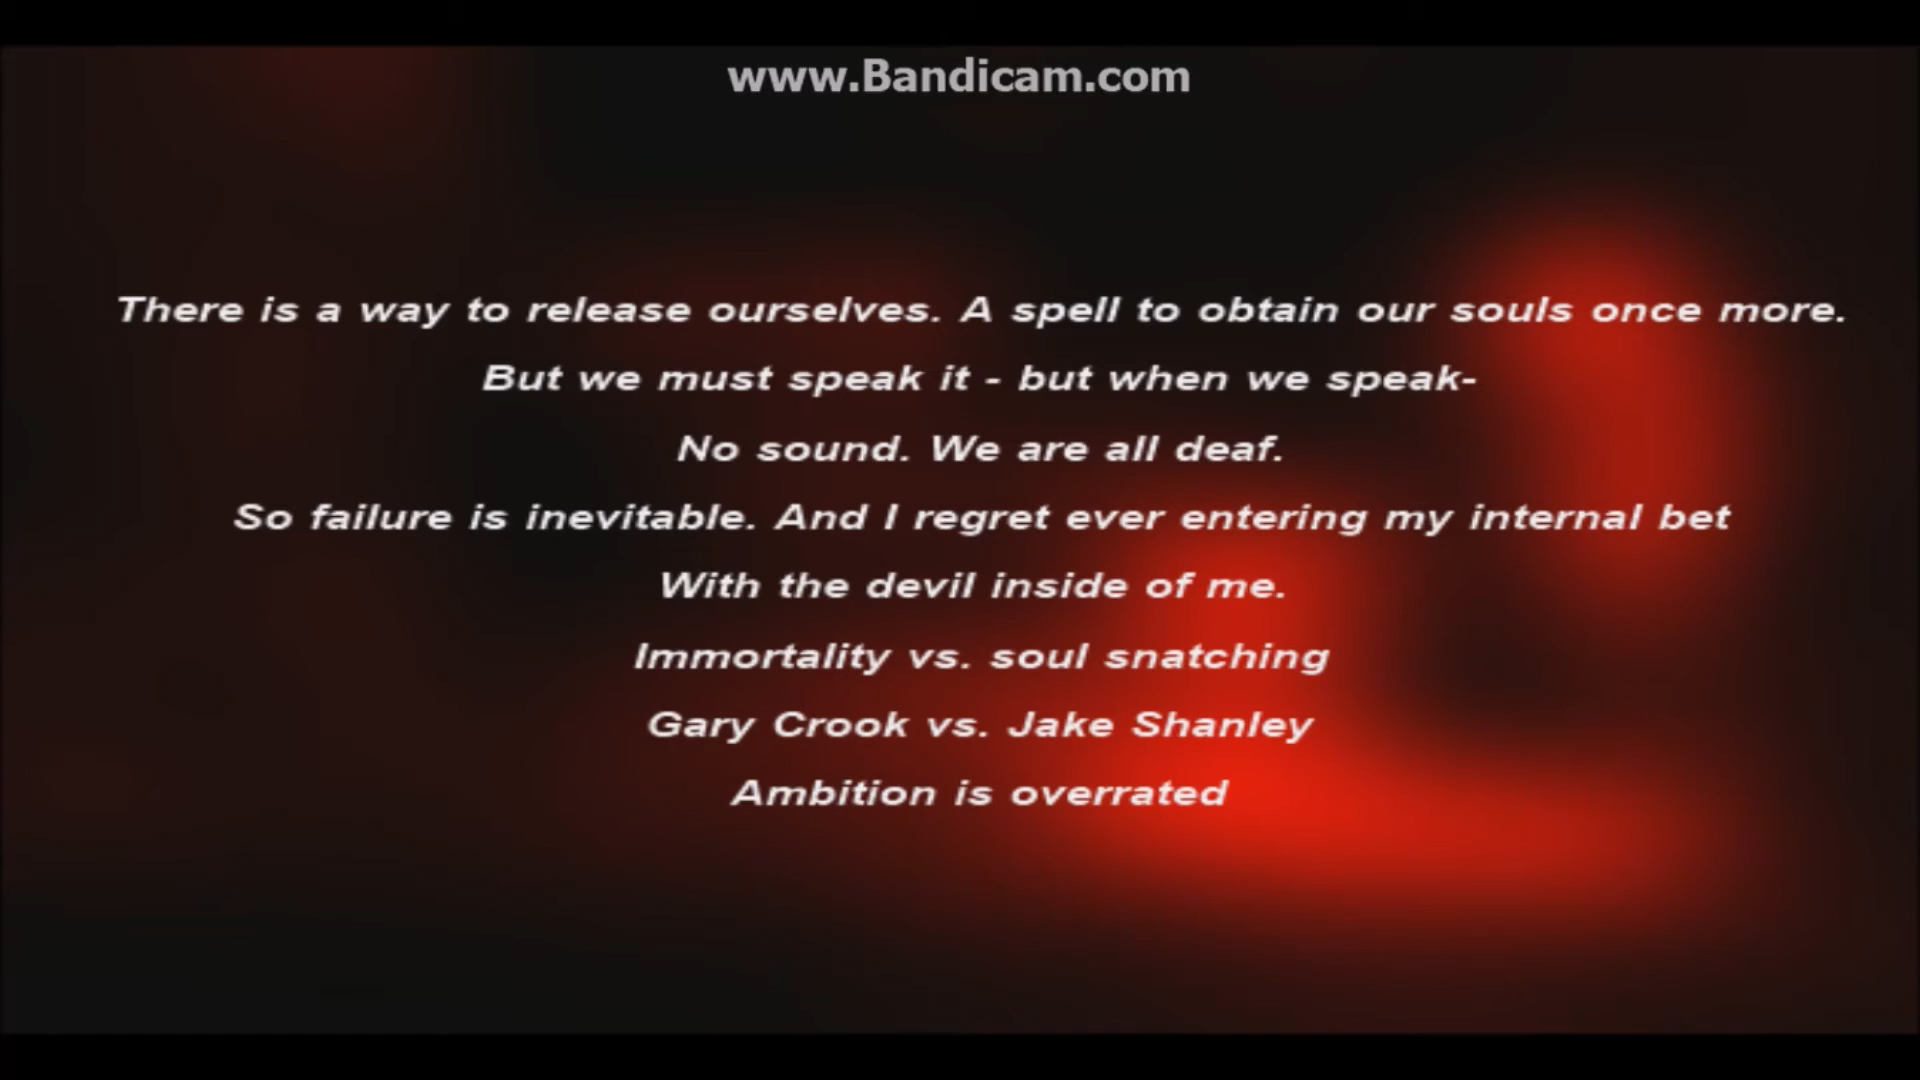 www.Bandicam.com
There is a way to release ourselves. A spell to obtain our souls once more.
But we must speak it - but when we speak-
No sound. We are all deaf.
So failure is inevitable. And I regret ever entering my internal bet
With the devil inside of me.
Immortality vs. soul snatching
Gary Crook vs. Jake Shanley
Ambition is overrated